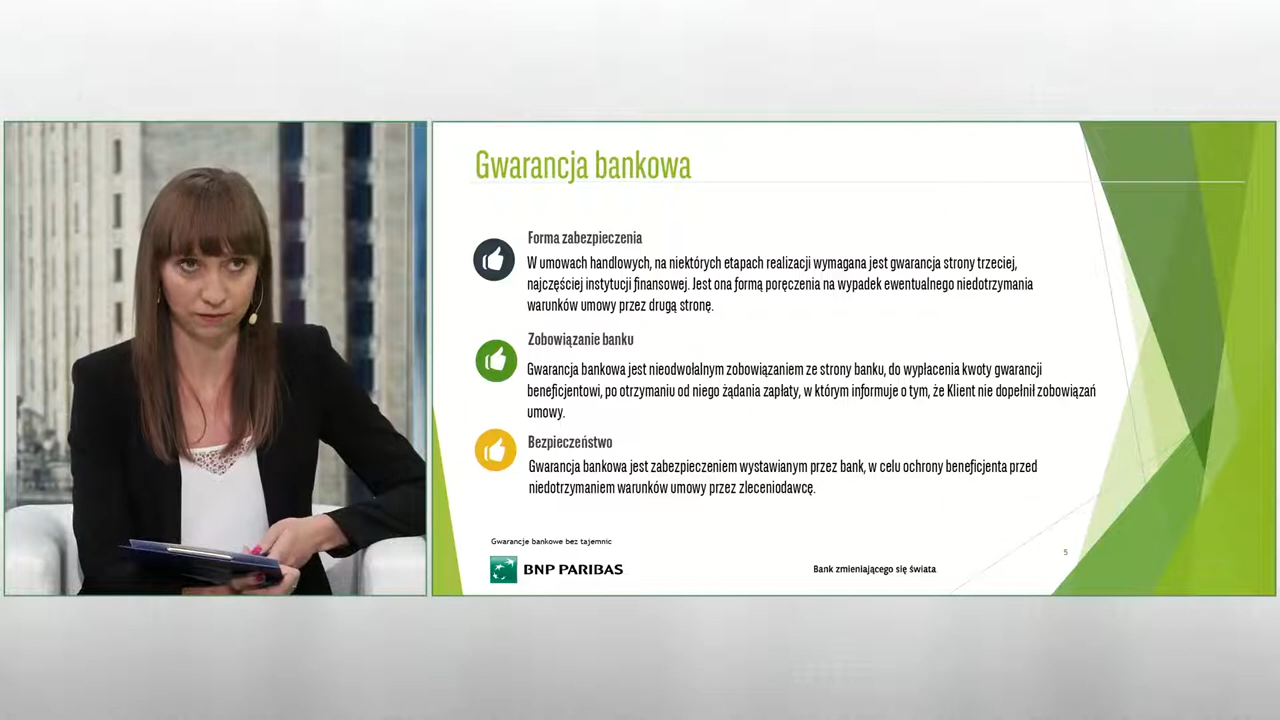 Gwarancja bankowa
Forma zabezpieczenia
W umowach handlowych, na niektórych etapach realizacji wymagana jest gwarancja strony trzeciej,
najczęściej instytucji finansowej. Jest ona formą poręczenia na wypadek ewentualnego niedotrzymania
warunków umowy przez drugą stronę.
Zobowiązanie banku
Gwarancja bankowa jest nieodwołalnym zobowiązaniem ze strony banku, do wypłacenia kwoty gwarancji
beneficjentowi, po otrzymaniu od niego żądania zapłaty, w którym informuje o tym, że Klient nie dopełnił zobowiązań
umowy.
Bezpieczeństwo
Gwarancja bankowa jest zabezpieczeniem wystawianym przez bank, w celu ochrony beneficjenta przed
niedotrzymaniem warunków umowy przez zleceniodawcę.
Gwarancje bankowe bez tajemnic
5
BNP PARIBAS
Bank zmieniającego się świata